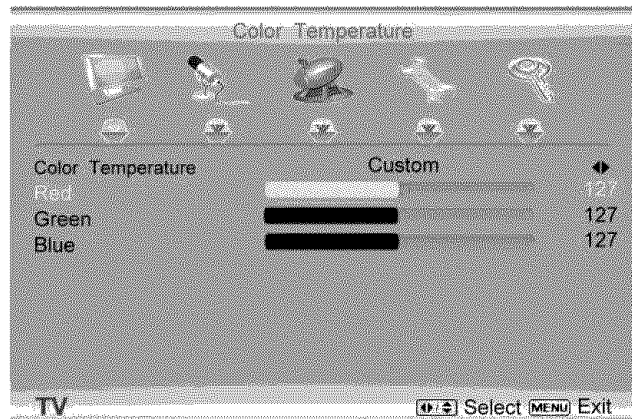 Color Temperature
Color Temperature Custom
Red 127
Green 127
Blue 127
TV Select MENU Exit